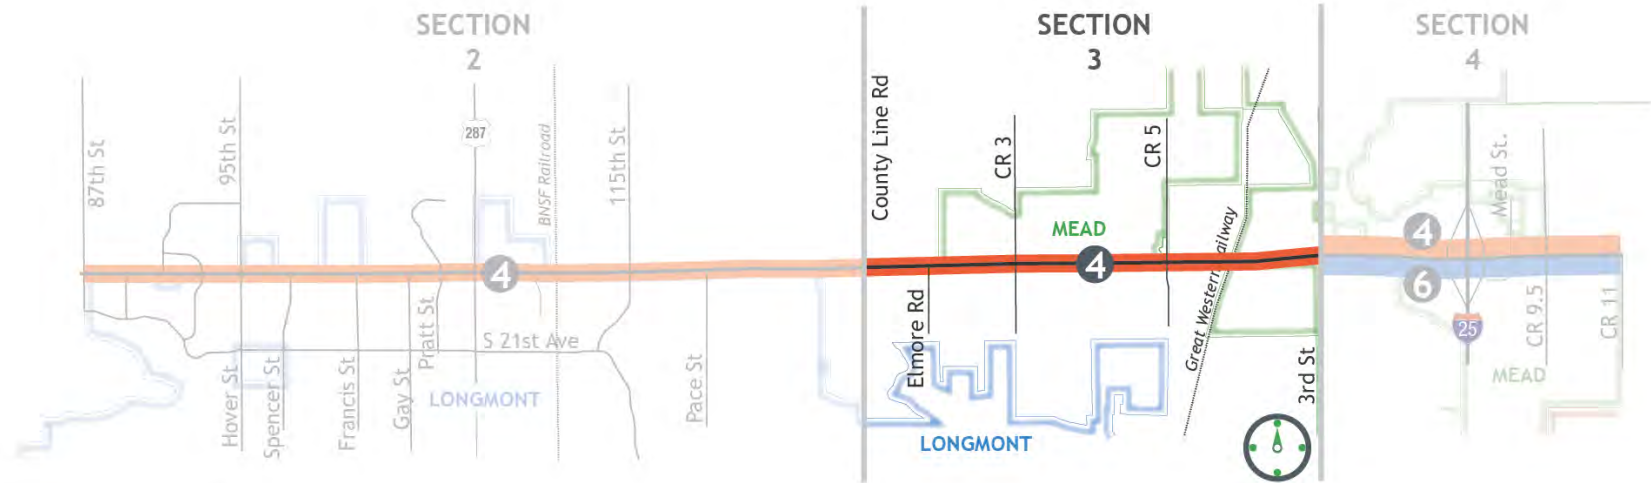 SECTION
2
SECTION
3
SECTION
4
87th St
95th St
287
BNSF Railroad
115th St
County Line Rd
CR 3
CR 5
Mead St.
MEAD
4
4
4
6
Great Western Railway
Elmore Rd
Pratt St
S 21st Ave
25
CR 9.5
CR 11
Hover St
Spencer St
Francis St
Gay St
LONGMONT
Pace St
3rd St
MEAD
LONGMONT